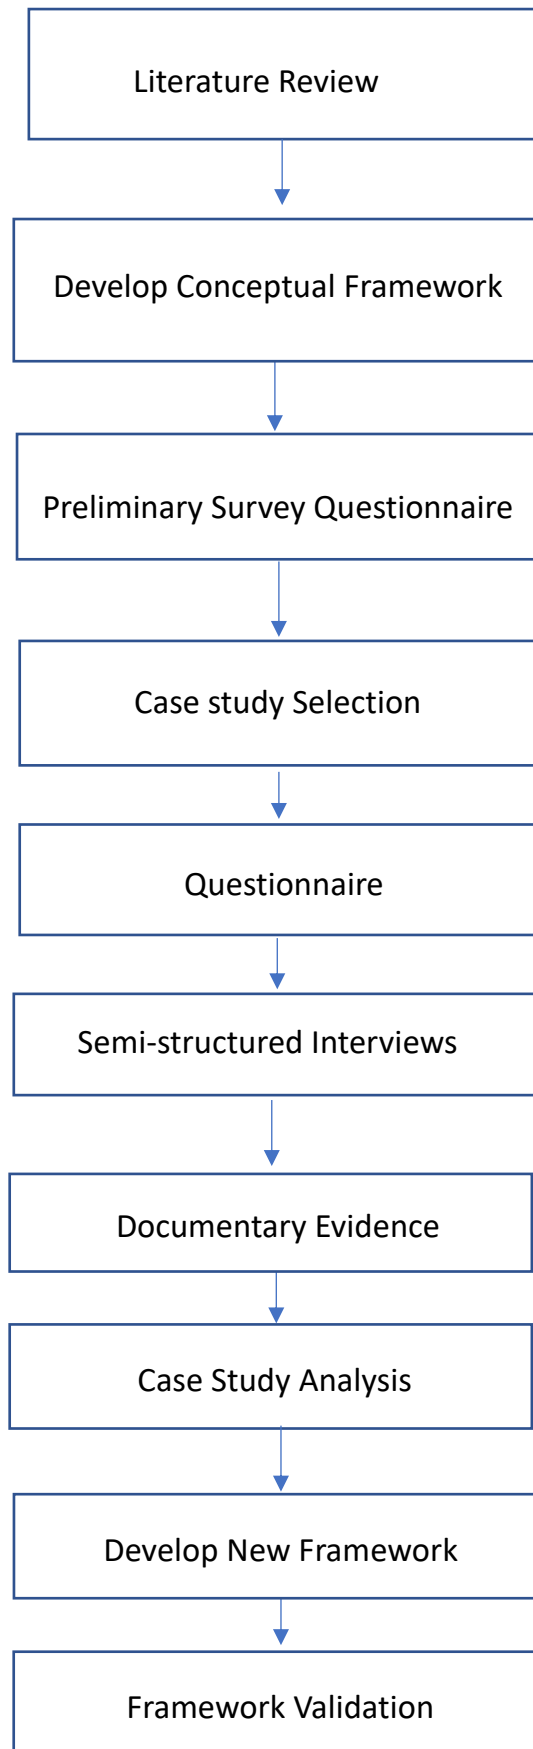 Literature Review
Develop Conceptual Framework
Preliminary Survey Questionnaire
Case study Selection
Questionnaire
Semi-structured Interviews
Documentary Evidence
Case Study Analysis
Develop New Framework
Framework Validation